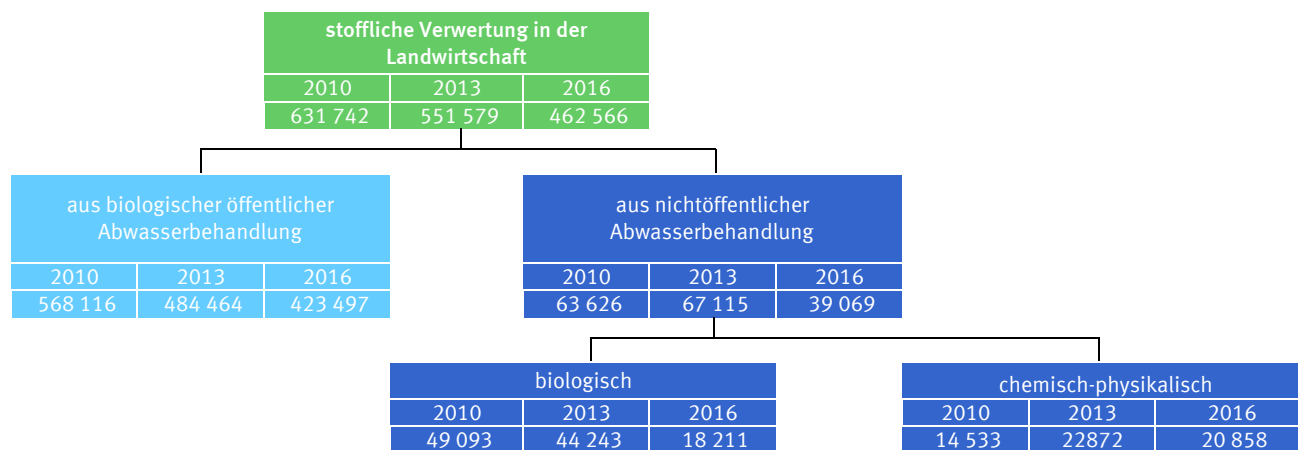 stoffliche Verwertung in der
Landwirtschaft
2010 2013 2016
631 742 551 579 462 566
aus biologischer öffentlicher
Abwasserbehandlung
2010 2013 2016
568 116 484 464 423 497
aus nichtöffentlicher
Abwasserbehandlung
2010 2013 2016
63 626 67 115 39 069
biologisch
2010 2013 2016
49 093 44 243 18 211
chemisch-physikalisch
2010 2013 2016
14 533 22872 20 858